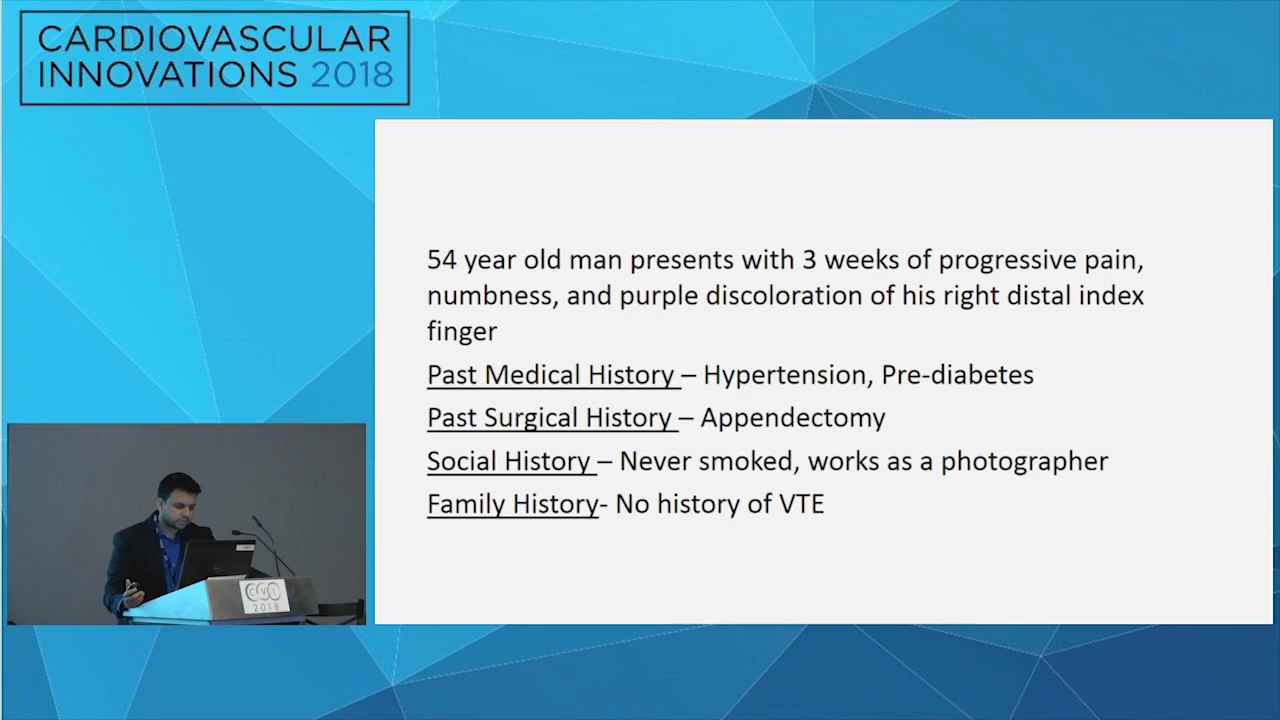 CARDIOVASCULAR
INNOVATIONS 2018
54 year old man presents with 3 weeks of progressive pain,
numbness, and purple discoloration of his right distal index
finger
Past Medical History – Hypertension, Pre-diabetes
Past Surgical History – Appendectomy
Social History – Never smoked, works as a photographer
Family History- No history of VTE
CVI
2018